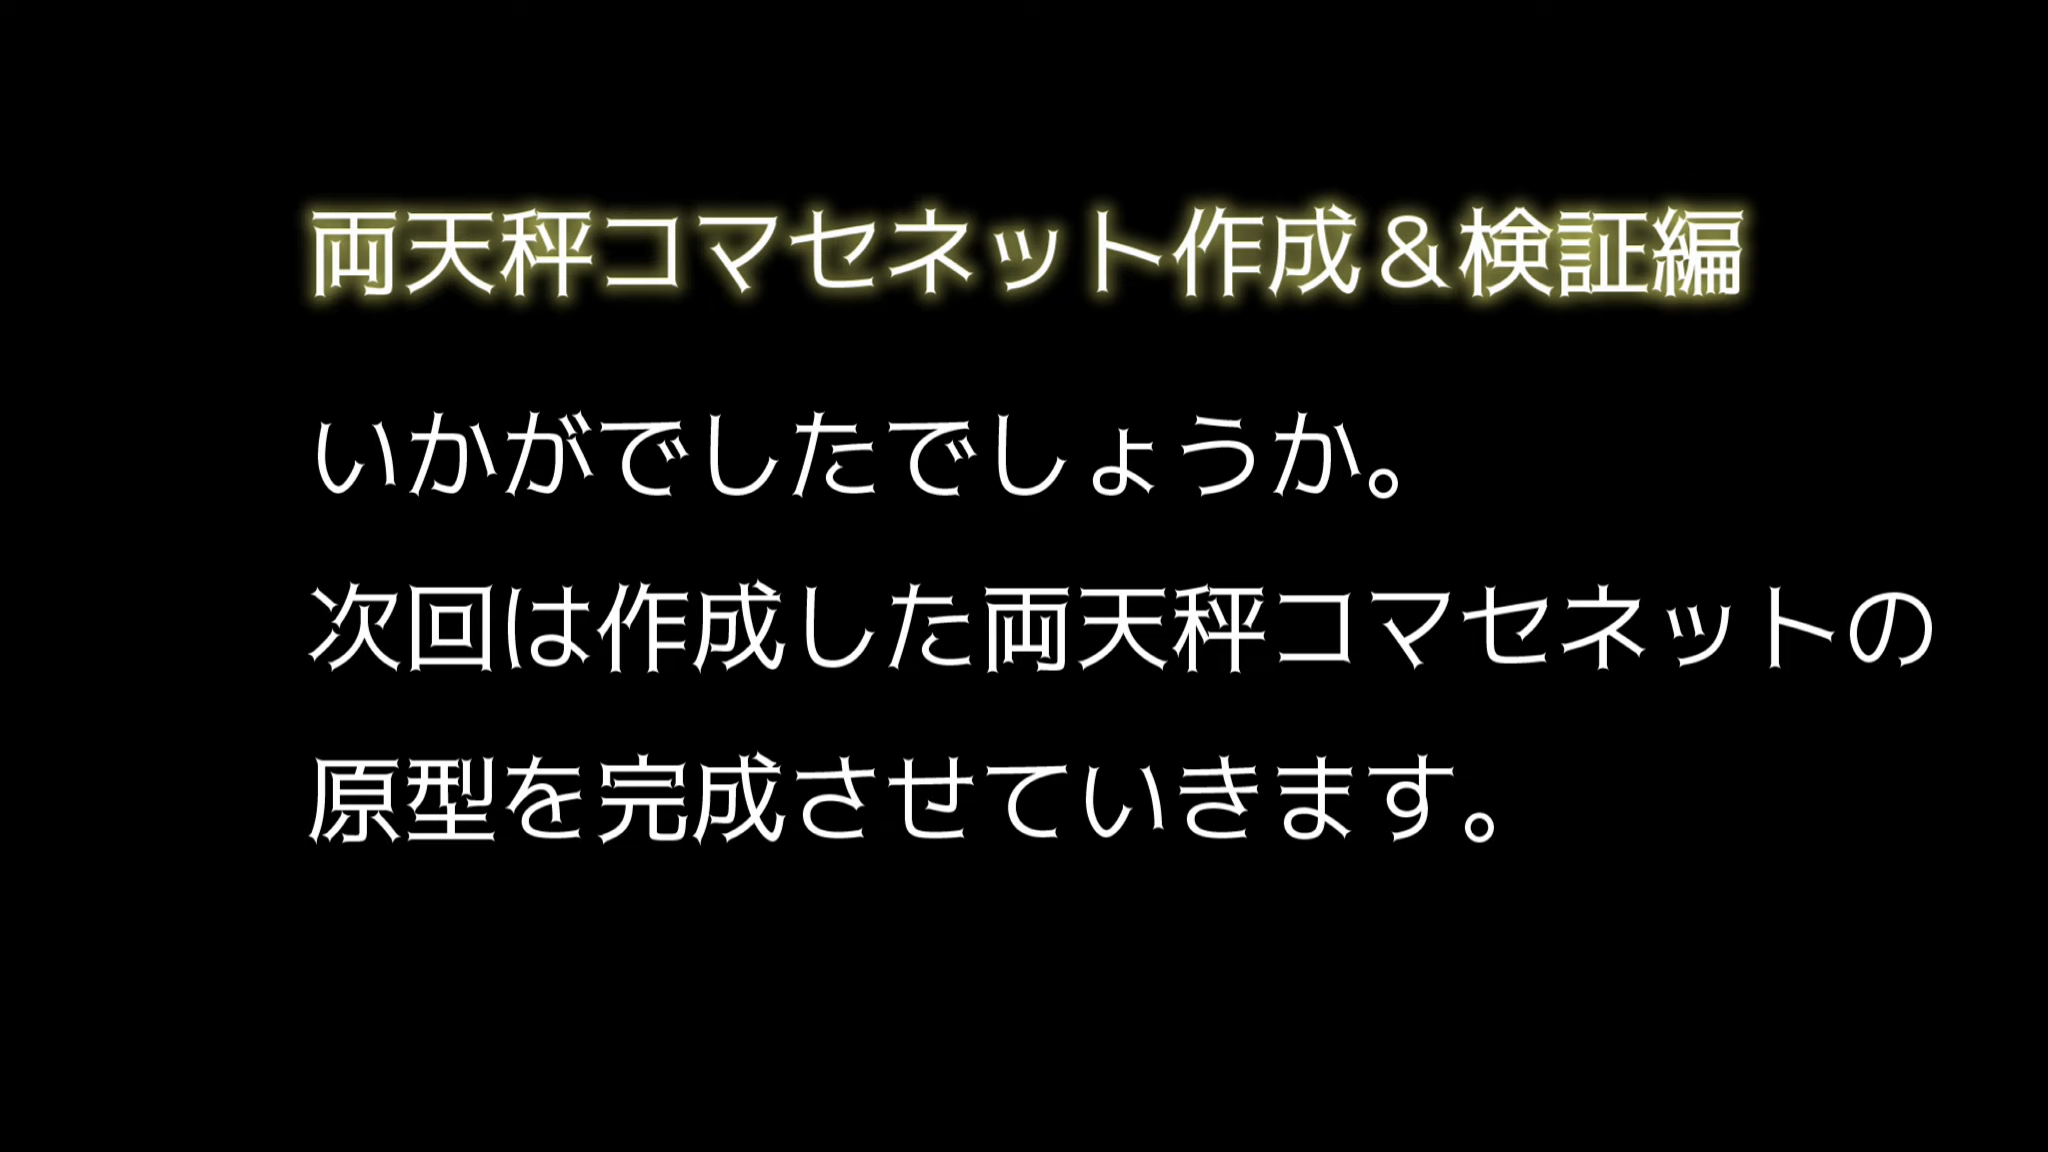 両天秤コマセネット作成＆検証編
いかがでしたでしょうか。
次回は作成した両天秤コマセネットの
原型を完成させていきます。